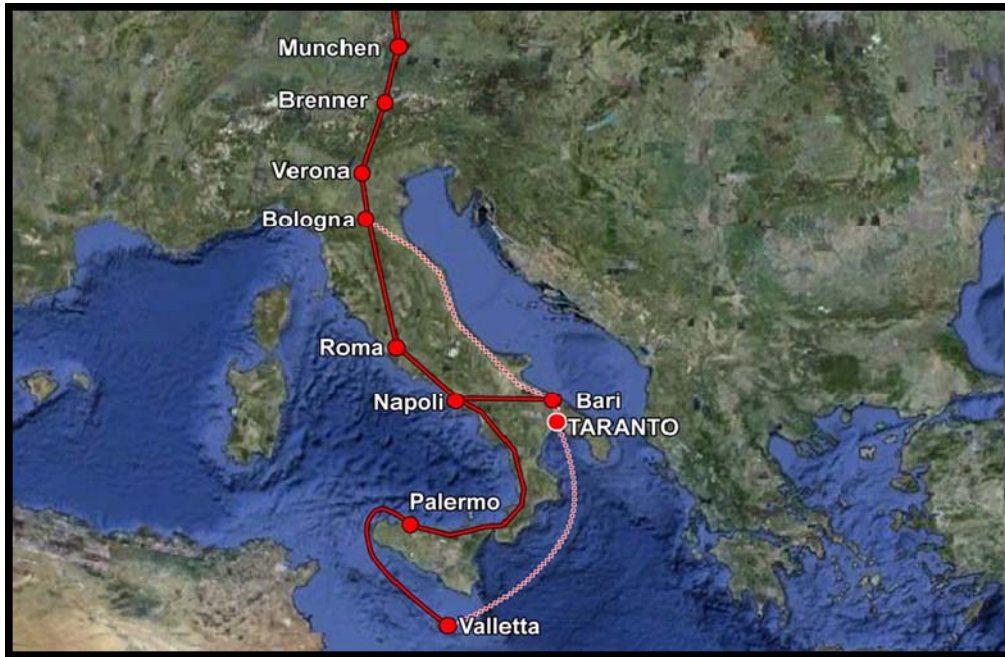 Munchen
Brenner
Verona
Bologna
Roma
Napoli
Bari
TARANTO
Palermo
Valletta